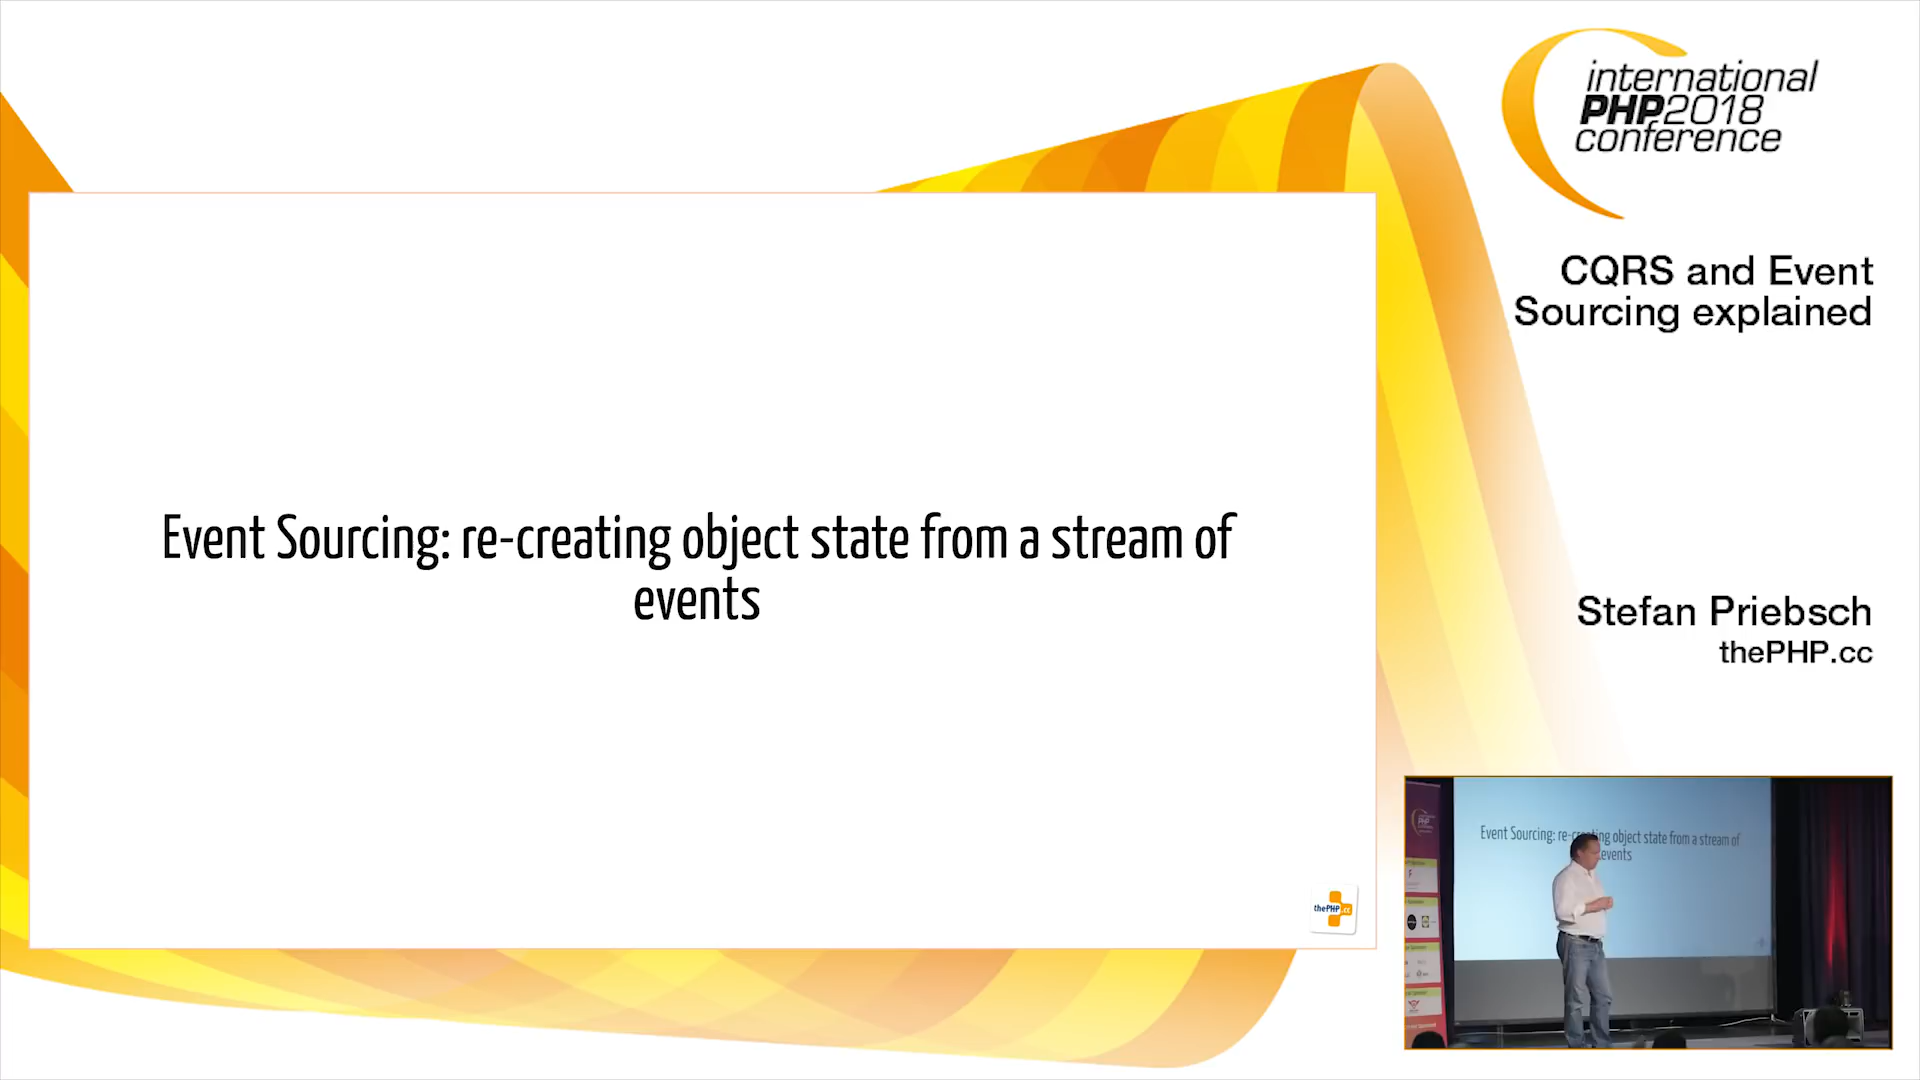 international
PHP2018
conference
CQRS and Event
Sourcing explained
Event Sourcing: re-creating object state from a stream of
events
Stefan Priebsch
thePHP.cc
thePHP.cc
Event Sourcing: re-creating object state from a stream of
events